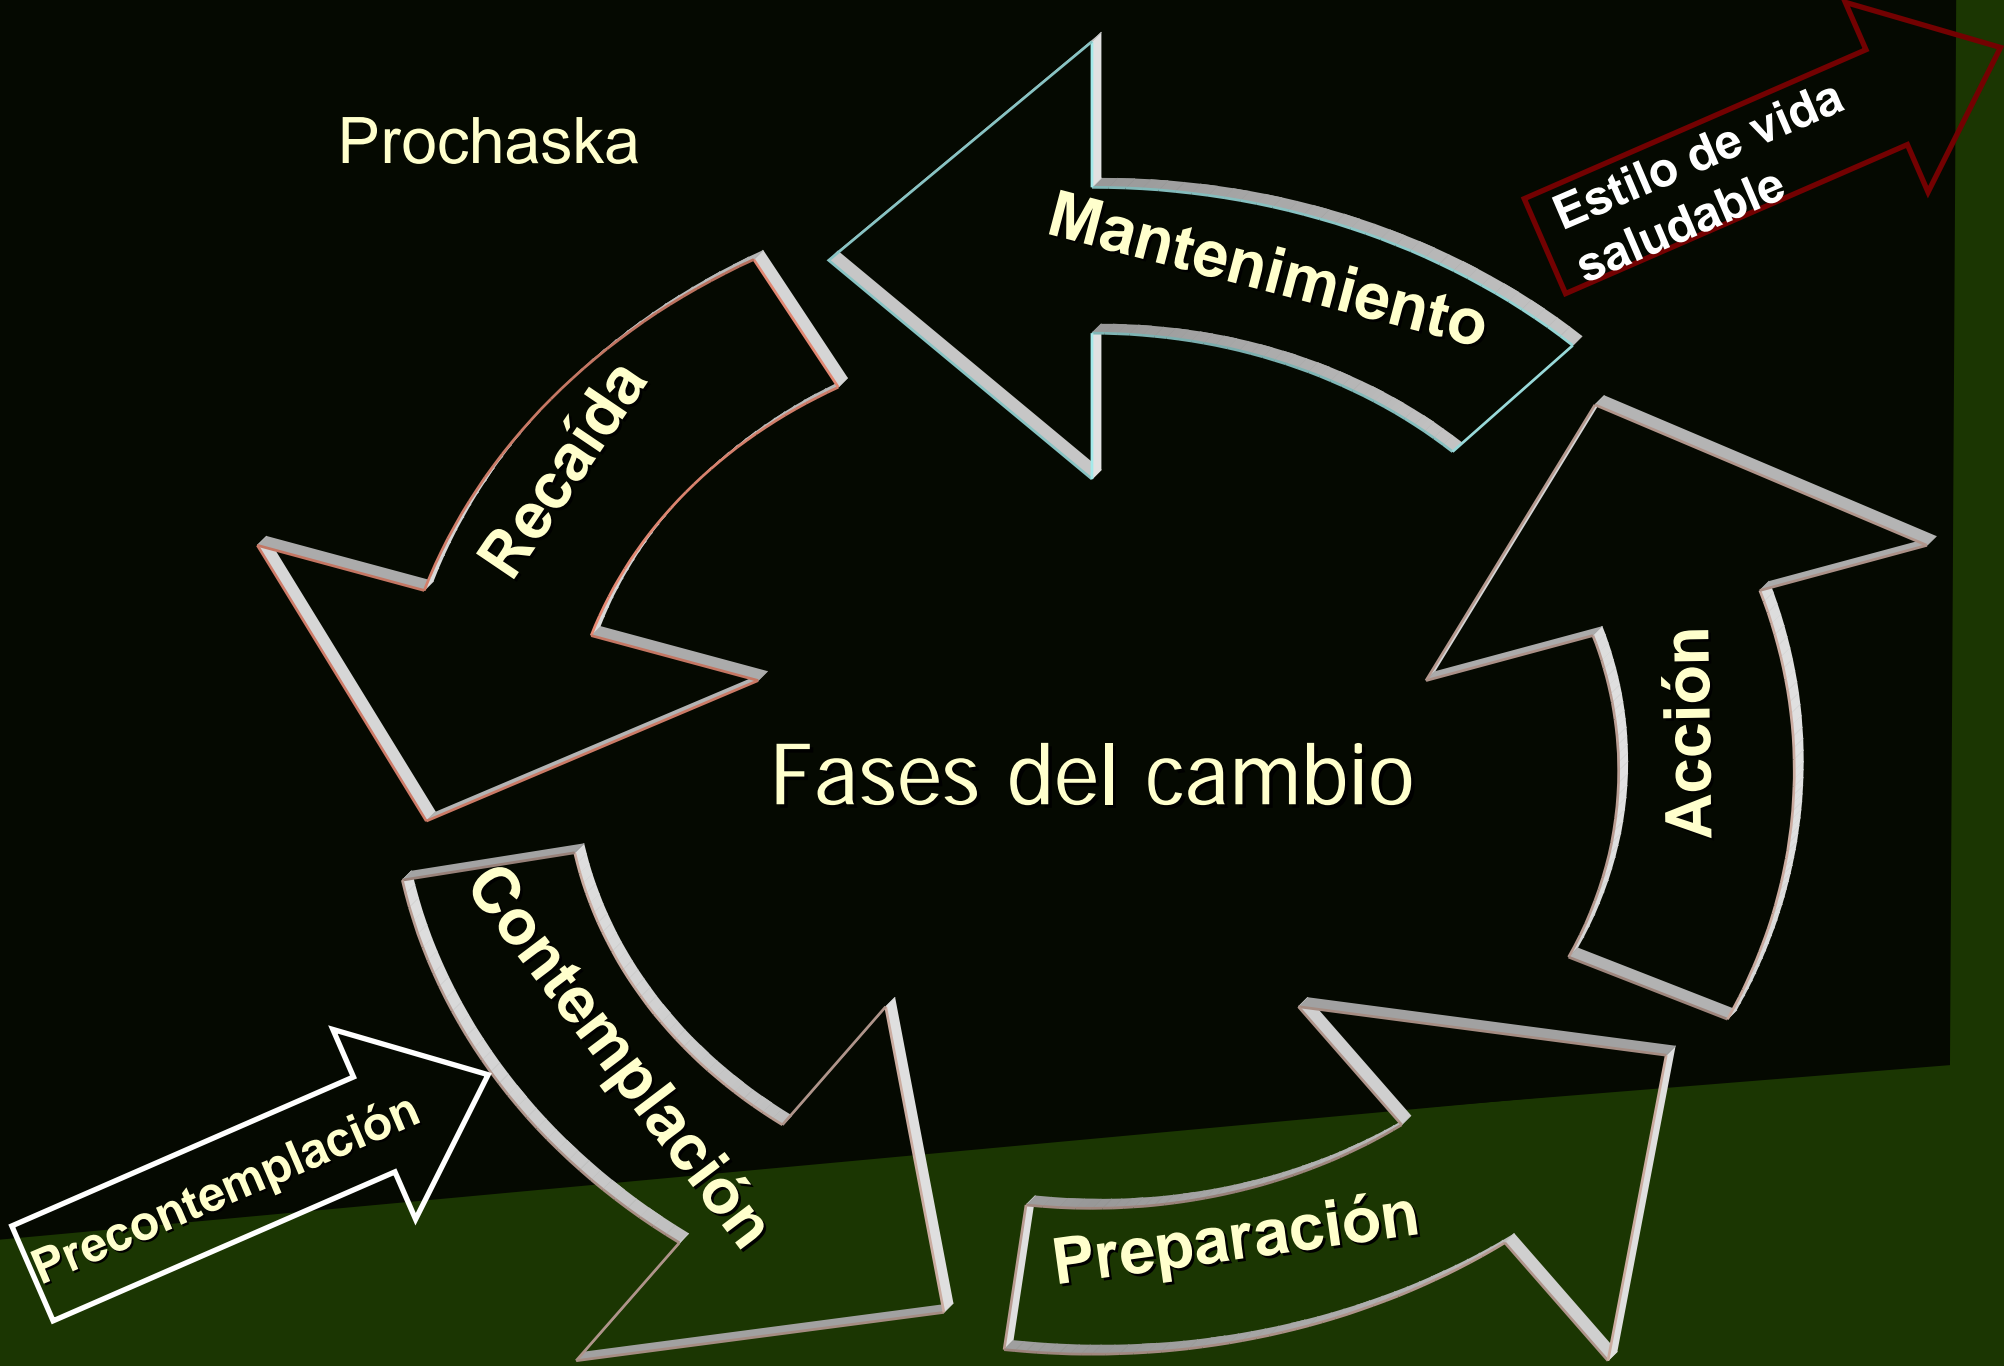 Prochaska
Estilo de vida
saludable
Mantenimiento
Recaída
Acción
Fases del cambio
Contemplación
Precontemplación
Preparación